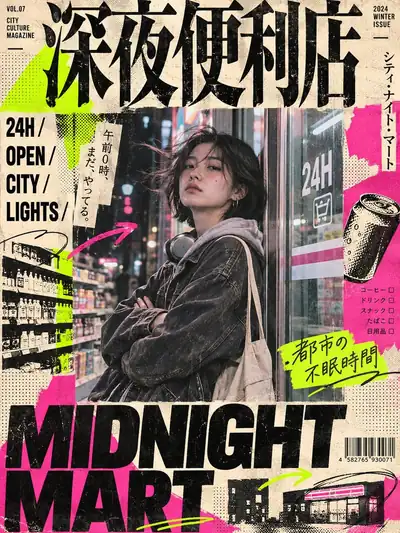 VOL.07
CITY
CULTURE
MAGAZINE
深夜便利店
2024
WINTER
ISSUE
シティ・ナイト・マート
24H /
OPEN /
CITY /
LIGHTS /
午前0時、
まだ、やってる。
24H
コーヒー □
ドリンク □
スナック □
たばこ □
日用品 □
都市の
不眠時間
MIDNIGHT
MART
4 582765 930071